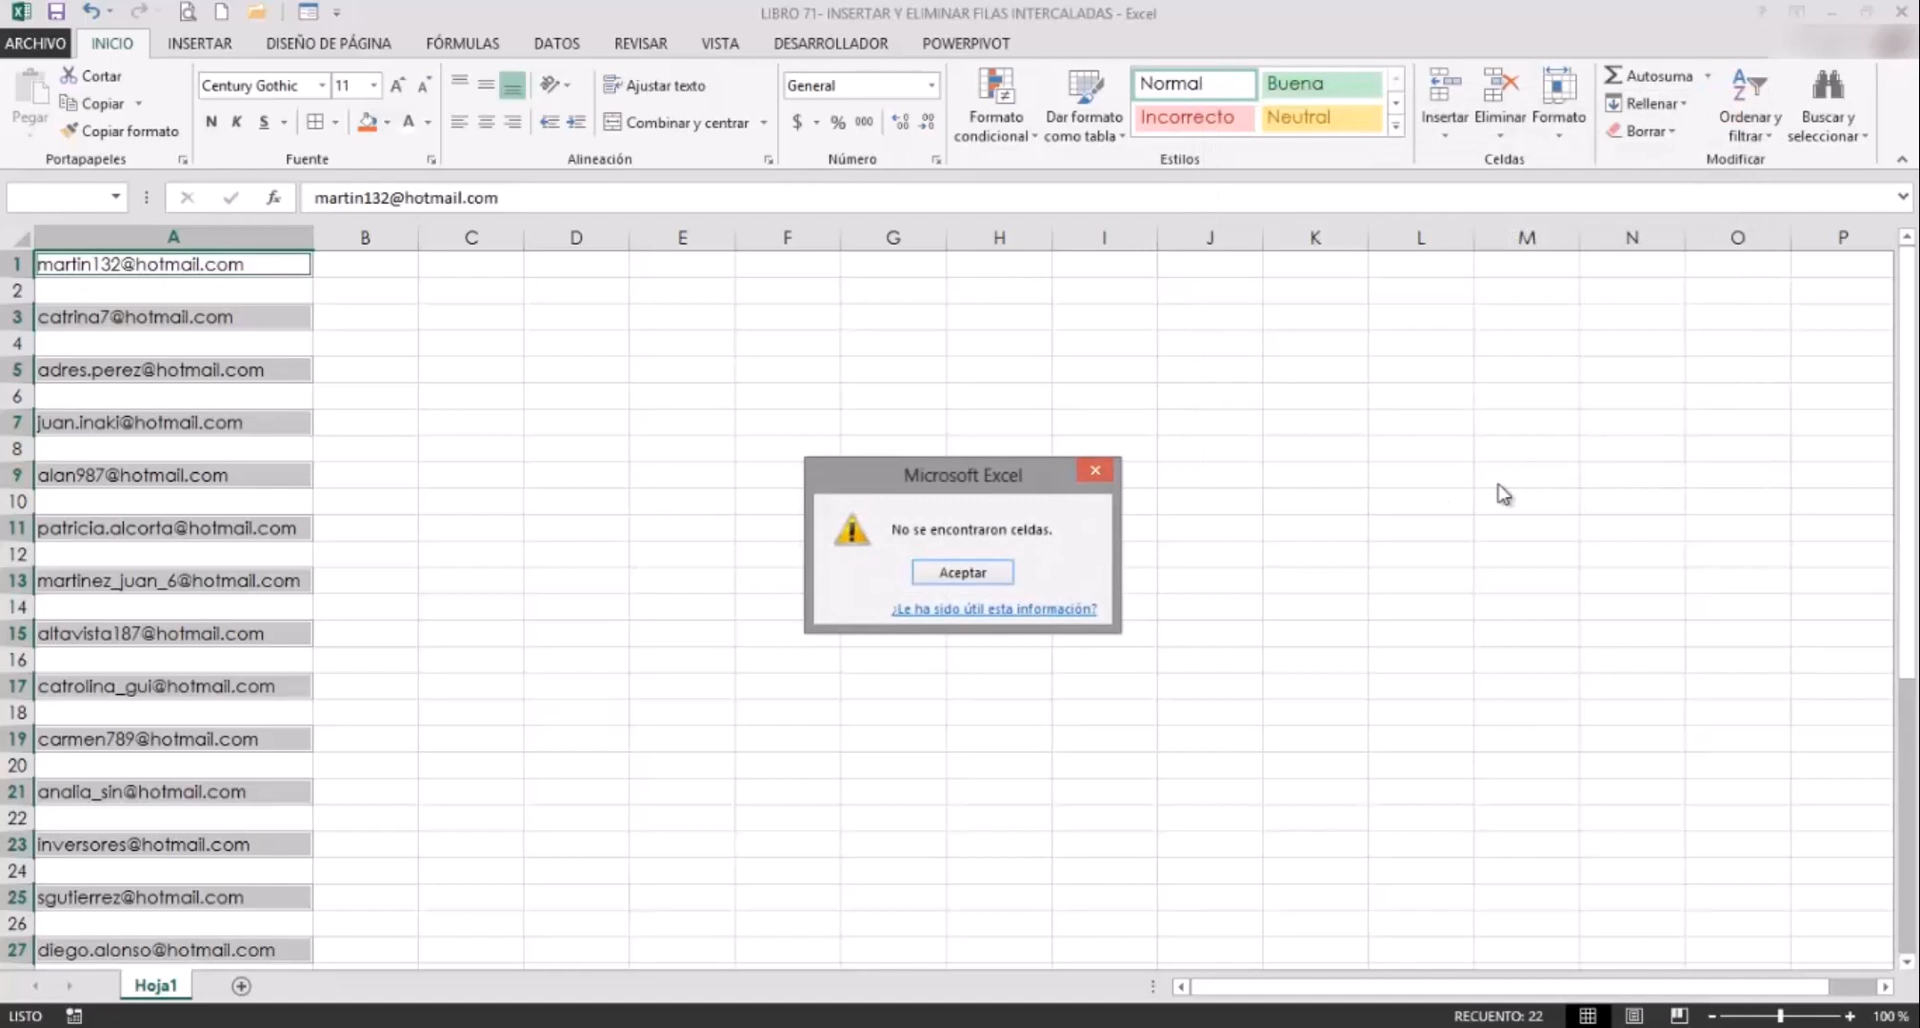 LIBRO 71- INSERTAR Y ELIMINAR FILAS INTERCALADAS - Excel
ARCHIVO INICIO INSERTAR DISEÑO DE PÁGINA FÓRMULAS DATOS REVISAR VISTA DESARROLLADOR POWERPIVOT
Pegar
Cortar
Copiar
Copiar formato
Portapapeles
Century Gothic 11
N K S A
Fuente
Ajustar texto
Combinar y centrar
Alineación
General
$ % 000
Número
Formato condicional
Dar formato como tabla
Normal Buena
Incorrecto Neutral
Estilos
Insertar Eliminar Formato
Celdas
Autosuma
Rellenar
Borrar
Ordenar y filtrar
Buscar y seleccionar
Modificar
fx martin132@hotmail.com
A B C D E F G H I J K L M N O P
1 martin132@hotmail.com
2
3 catrina7@hotmail.com
4
5 adres.perez@hotmail.com
6
7 juan.inaki@hotmail.com
8
9 alan987@hotmail.com
10
11 patricia.alcorta@hotmail.com
12
13 martinez_juan_6@hotmail.com
14
15 altavista187@hotmail.com
16
17 catrolina_gui@hotmail.com
18
19 carmen789@hotmail.com
20
21 analia_sin@hotmail.com
22
23 inversores@hotmail.com
24
25 sgutierrez@hotmail.com
26
27 diego.alonso@hotmail.com
Microsoft Excel
No se encontraron celdas.
Aceptar
¿Le ha sido útil esta información?
Hoja1
LISTO RECUENTO: 22 100 %